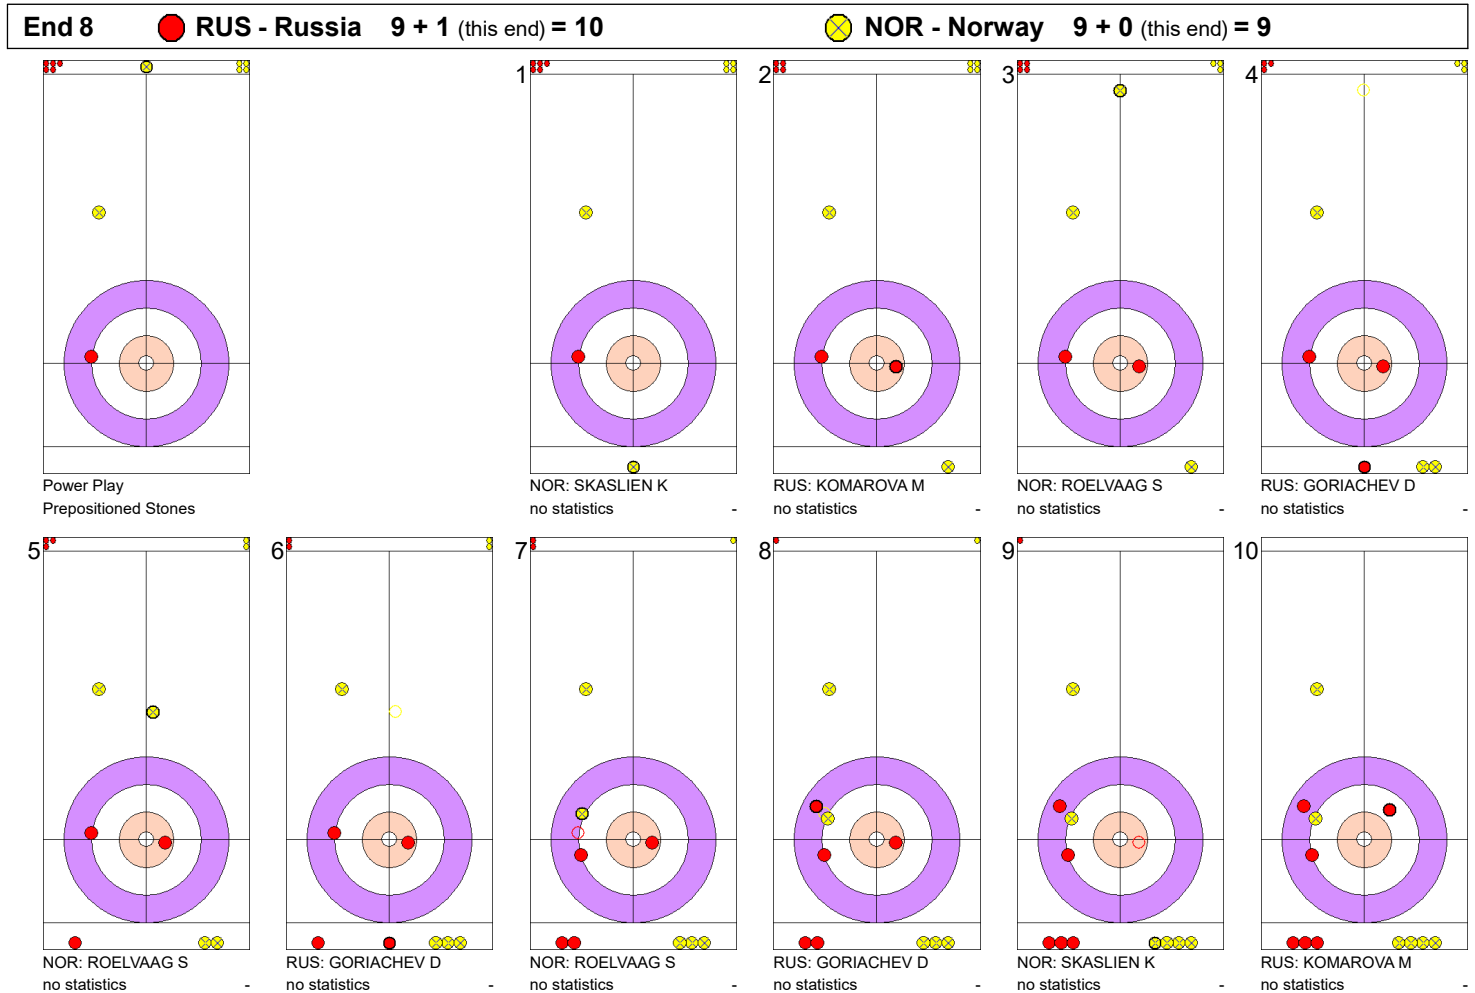 End 8 RUS - Russia 9 + 1 (this end) = 10 NOR - Norway 9 + 0 (this end) = 9
Power Play
Prepositioned Stones
1
NOR: SKASLIEN K
no statistics -
2
RUS: KOMAROVA M
no statistics -
3
NOR: ROELVAAG S
no statistics -
4
RUS: GORIACHEV D
no statistics -
5
NOR: ROELVAAG S
no statistics -
6
RUS: GORIACHEV D
no statistics -
7
NOR: ROELVAAG S
no statistics -
8
RUS: GORIACHEV D
no statistics -
9
NOR: SKASLIEN K
no statistics -
10
RUS: KOMAROVA M
no statistics -